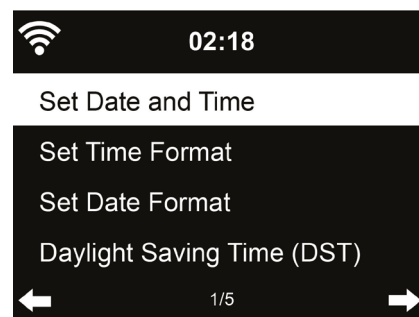 02:18
Set Date and Time
Set Time Format
Set Date Format
Daylight Saving Time (DST)
1/5